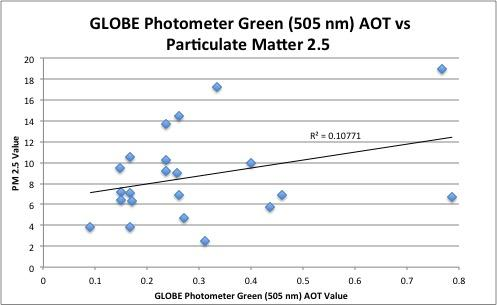 GLOBE Photometer Green (505 nm) AOT vs
Particulate Matter 2.5
20
18
16
14
12
10
8
6
4
2
0
PM 2.5 Value
R² = 0.10771
0 0.1 0.2 0.3 0.4 0.5 0.6 0.7 0.8
GLOBE Photometer Green (505 nm) AOT Value